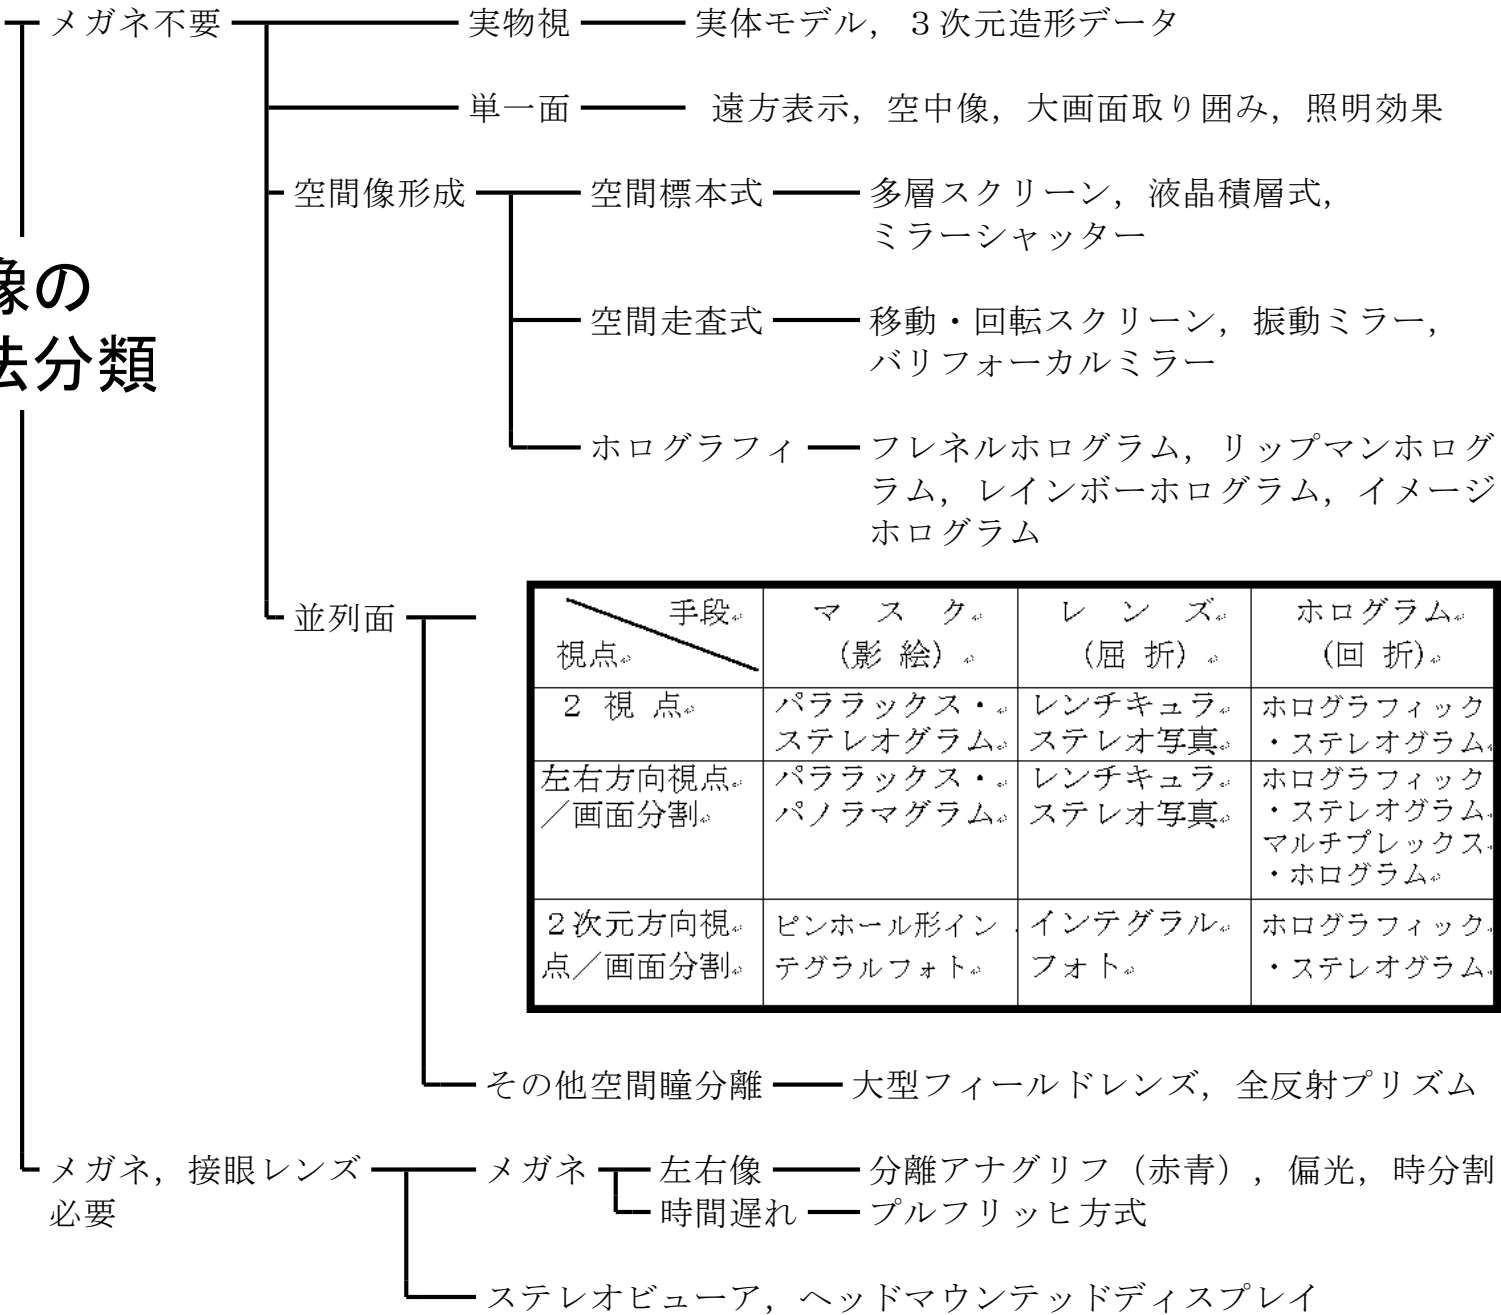 メガネ不要 実物視 実体モデル，３次元造形データ
単一面 遠方表示，空中像，大画面取り囲み，照明効果
空間像形成 空間標本式 多層スクリーン，液晶積層式，
ミラーシャッター
像の
空間走査式 移動・回転スクリーン，振動ミラー，
法分類
バリフォーカルミラー
ホログラフィ フレネルホログラム，リップマンホログ
ラム，レインボーホログラム，イメージ
ホログラム
並列面
手段 マスク レンズ ホログラム
視点 (影絵) (屈折) (回折)
２視点 パララックス・ レンチキュラ ホログラフィック
ステレオグラム ステレオ写真 ・ステレオグラム
左右方向視点 パララックス・ レンチキュラ ホログラフィック
／画面分割 パノラマグラム ステレオ写真 ・ステレオグラム
マルチプレックス
・ホログラム
２次元方向視 ピンホール形イン インテグラル ホログラフィック
点／画面分割 テグラルフォト フォト ・ステレオグラム
その他空間瞳分離 大型フィールドレンズ，全反射プリズム
メガネ，接眼レンズ メガネ 左右像 分離アナグリフ（赤青），偏光，時分割
必要 時間遅れ プルフリッヒ方式
ステレオビューア，ヘッドマウンテッドディスプレイ